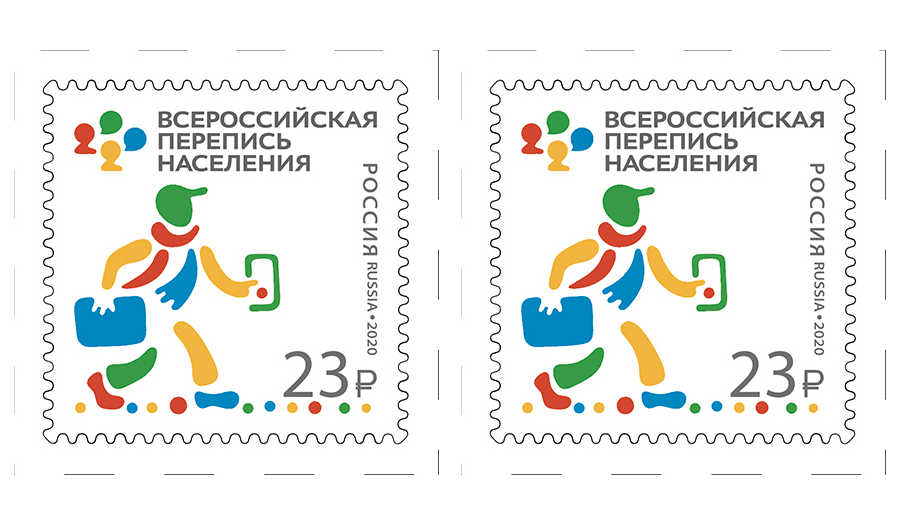 ВСЕРОССИЙСКАЯ
ПЕРЕПИСЬ
НАСЕЛЕНИЯ
РОССИЯ RUSSIA • 2020
23 ₽
ВСЕРОССИЙСКАЯ
ПЕРЕПИСЬ
НАСЕЛЕНИЯ
РОССИЯ RUSSIA • 2020
23 ₽